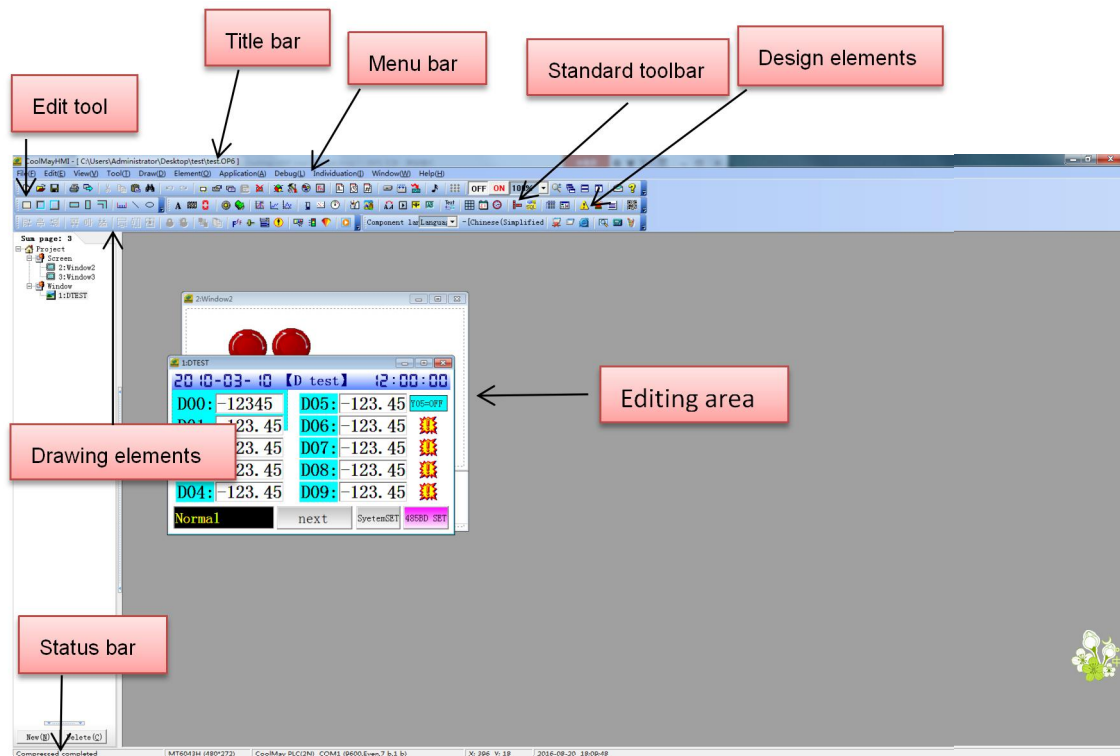 Title bar
Menu bar
Standard toolbar
Design elements
Edit tool
CoolMayHMI - [ C:\Users\Administrator\Desktop\test\test.OP6 ]
File(F) Edit(E) View(V) Tool(T) Draw(D) Element(O) Application(A) Debug(L) Individuation(I) Window(W) Help(H)
OFF ON 100%
Component lan Languag -[Chinese(Simplified
Sum page: 3
Project
Screen
2:Window2
3:Window3
Window
1:DTEST
2:Window2
1:DTEST
2010-03-10 【D test】 12:00:00
D00: -12345 D05: -123.45 Y05=OFF
-123.45 D06: -123.45
23.45 D07: -123.45
23.45 D08: -123.45
D04: -123.45 D09: -123.45
Normal next SyetemSET 485BD SET
Editing area
Drawing elements
Status bar
New(N) Delete(C)
Compressed completed MT6043H (480*272) CoolMay PLC(2N) COM1 (9600,Even,7 b,1 b) X: 396 Y: 18 2016-08-20 18:09:48